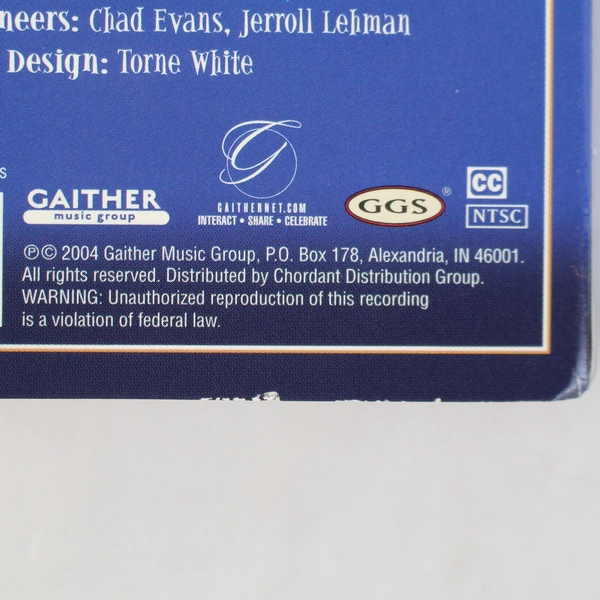 neers: Chad Evans, Jerroll Lehman
Design: Torne White
s
GAITHER
music group
G
GAITHERNET.COM
INTERACT • SHARE • CELEBRATE
GGS®
CC
NTSC
℗© 2004 Gaither Music Group, P.O. Box 178, Alexandria, IN 46001.
All rights reserved. Distributed by Chordant Distribution Group.
WARNING: Unauthorized reproduction of this recording
is a violation of federal law.